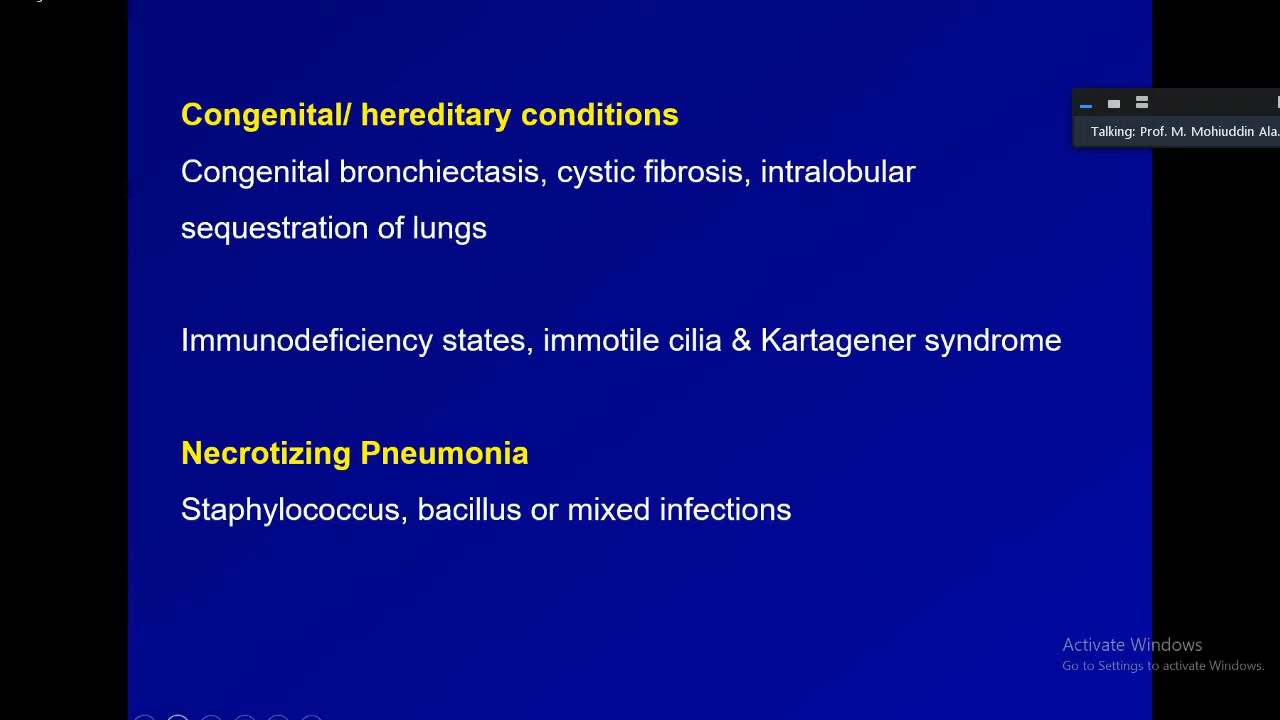 Congenital/ hereditary conditions
Talking: Prof. M. Mohiuddin Ala...
Congenital bronchiectasis, cystic fibrosis, intralobular
sequestration of lungs
Immunodeficiency states, immotile cilia & Kartagener syndrome
Necrotizing Pneumonia
Staphylococcus, bacillus or mixed infections
Activate Windows
Go to Settings to activate Windows.